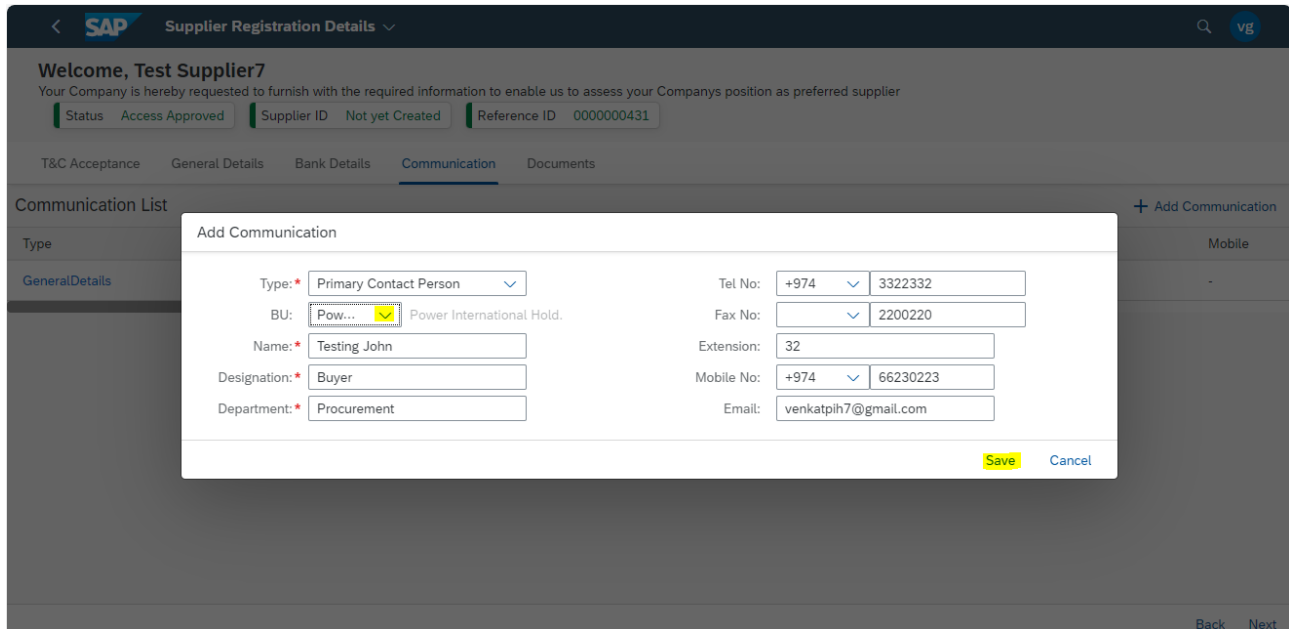 SAP Supplier Registration Details
vg
Welcome, Test Supplier7
Your Company is hereby requested to furnish with the required information to enable us to assess your Companys position as preferred supplier
Status Access Approved Supplier ID Not yet Created Reference ID 0000000431
T&C Acceptance General Details Bank Details Communication Documents
Communication List + Add Communication
Type Mobile
GeneralDetails -
Add Communication
Type:* Primary Contact Person Tel No: +974 3322332
BU: Pow... Power International Hold. Fax No: 2200220
Name:* Testing John Extension: 32
Designation:* Buyer Mobile No: +974 66230223
Department:* Procurement Email: venkatpih7@gmail.com
Save Cancel
Back Next